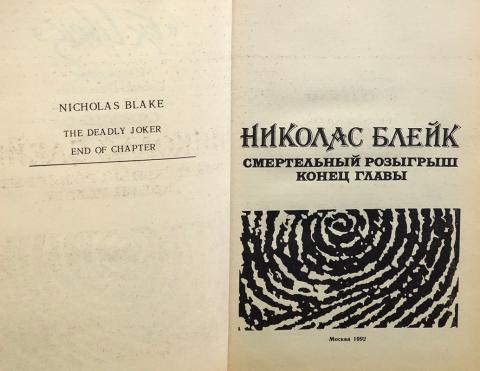 NICHOLAS BLAKE
THE DEADLY JOKER
END OF CHAPTER
НИКОЛАС БЛЕЙК
СМЕРТЕЛЬНЫЙ РОЗЫГРЫШ
КОНЕЦ ГЛАВЫ
Москва 1992